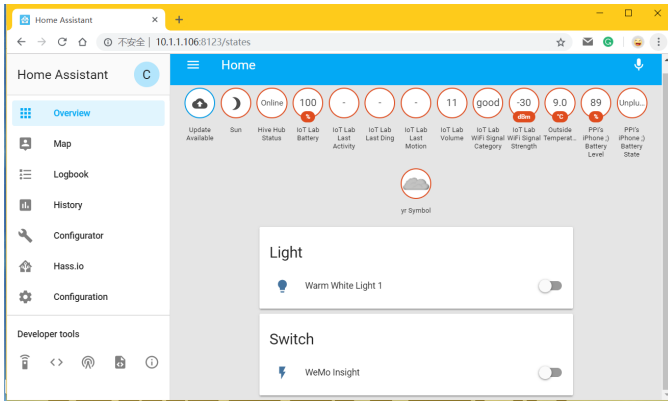 Home Assistant
不安全 | 10.1.1.106:8123/states
Home Assistant
C
Home
Overview
Map
Logbook
History
Configurator
Hass.io
Configuration
Developer tools
Online
100
%
-
-
-
11
good
-30
dBm
9.0
°C
89
%
Unplu...
Update
Available
Sun
Hive Hub
Status
IoT Lab
Battery
IoT Lab
Last
Activity
IoT Lab
Last Ding
IoT Lab
Last
Motion
IoT Lab
Volume
IoT Lab
WiFi Signal
Category
IoT Lab
WiFi Signal
Strength
Outside
Temperat...
PPI's
iPhone ;)
Battery
Level
PPI's
iPhone ;)
Battery
State
yr Symbol
Light
Warm White Light 1
Switch
WeMo Insight